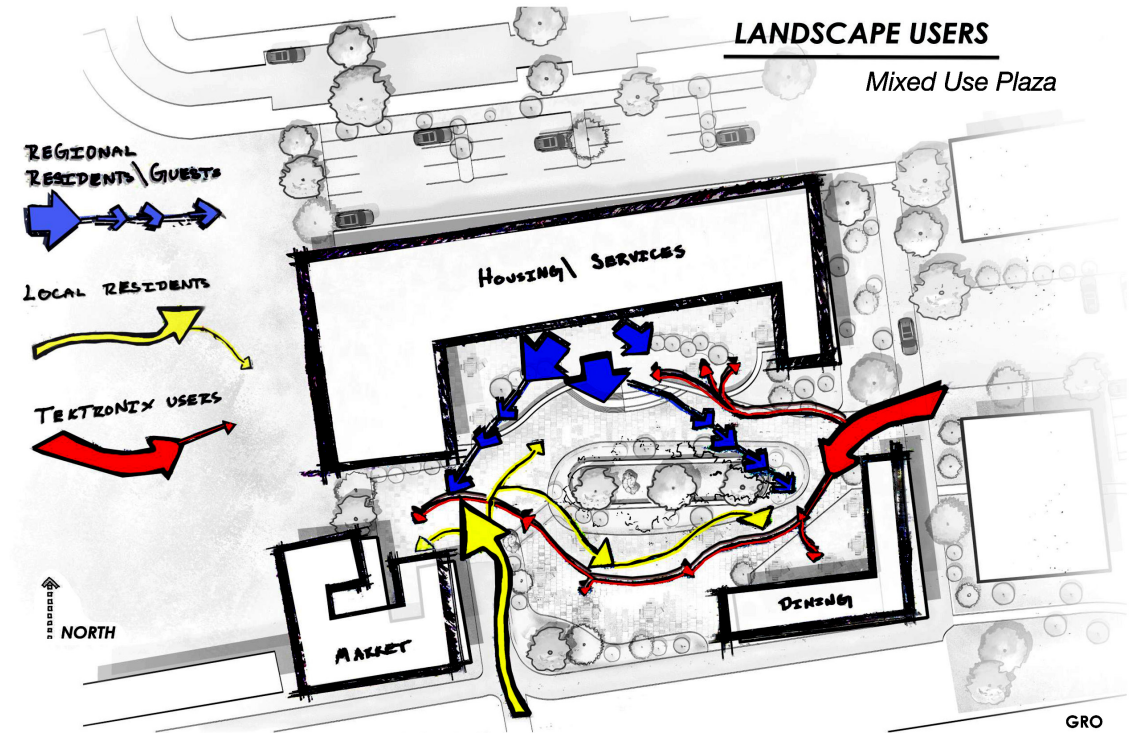 LANDSCAPE USERS
Mixed Use Plaza
REGIONAL
RESIDENTS\GUESTS
LOCAL RESIDENTS
TEKTRONIX USERS
HOUSING\ SERVICES
MARKET
DINING
NORTH
GRO